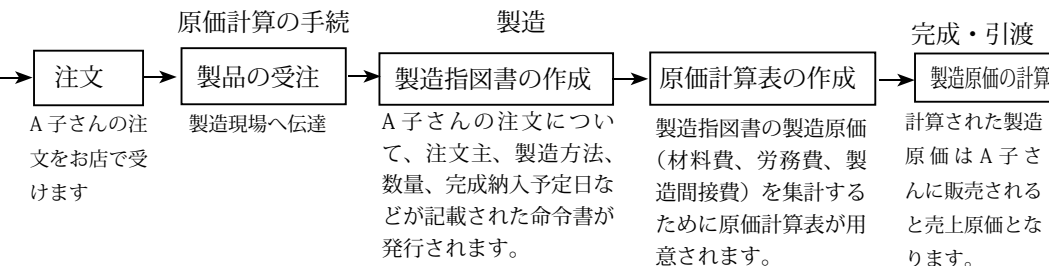 原価計算の手続
製造
完成・引渡
注文
製品の受注
製造指図書の作成
原価計算表の作成
製造原価の計算
A子さんの注
文をお店で受
けます
製造現場へ伝達
A子さんの注文につい
て、注文主、製造方法、
数量、完成納入予定日な
どが記載された命令書が
発行されます。
製造指図書の製造原価
(材料費、労務費、製
造間接費)を集計する
ために原価計算表が用
意されます。
計算された製造
原価はA子さ
んに販売される
と売上原価とな
ります。